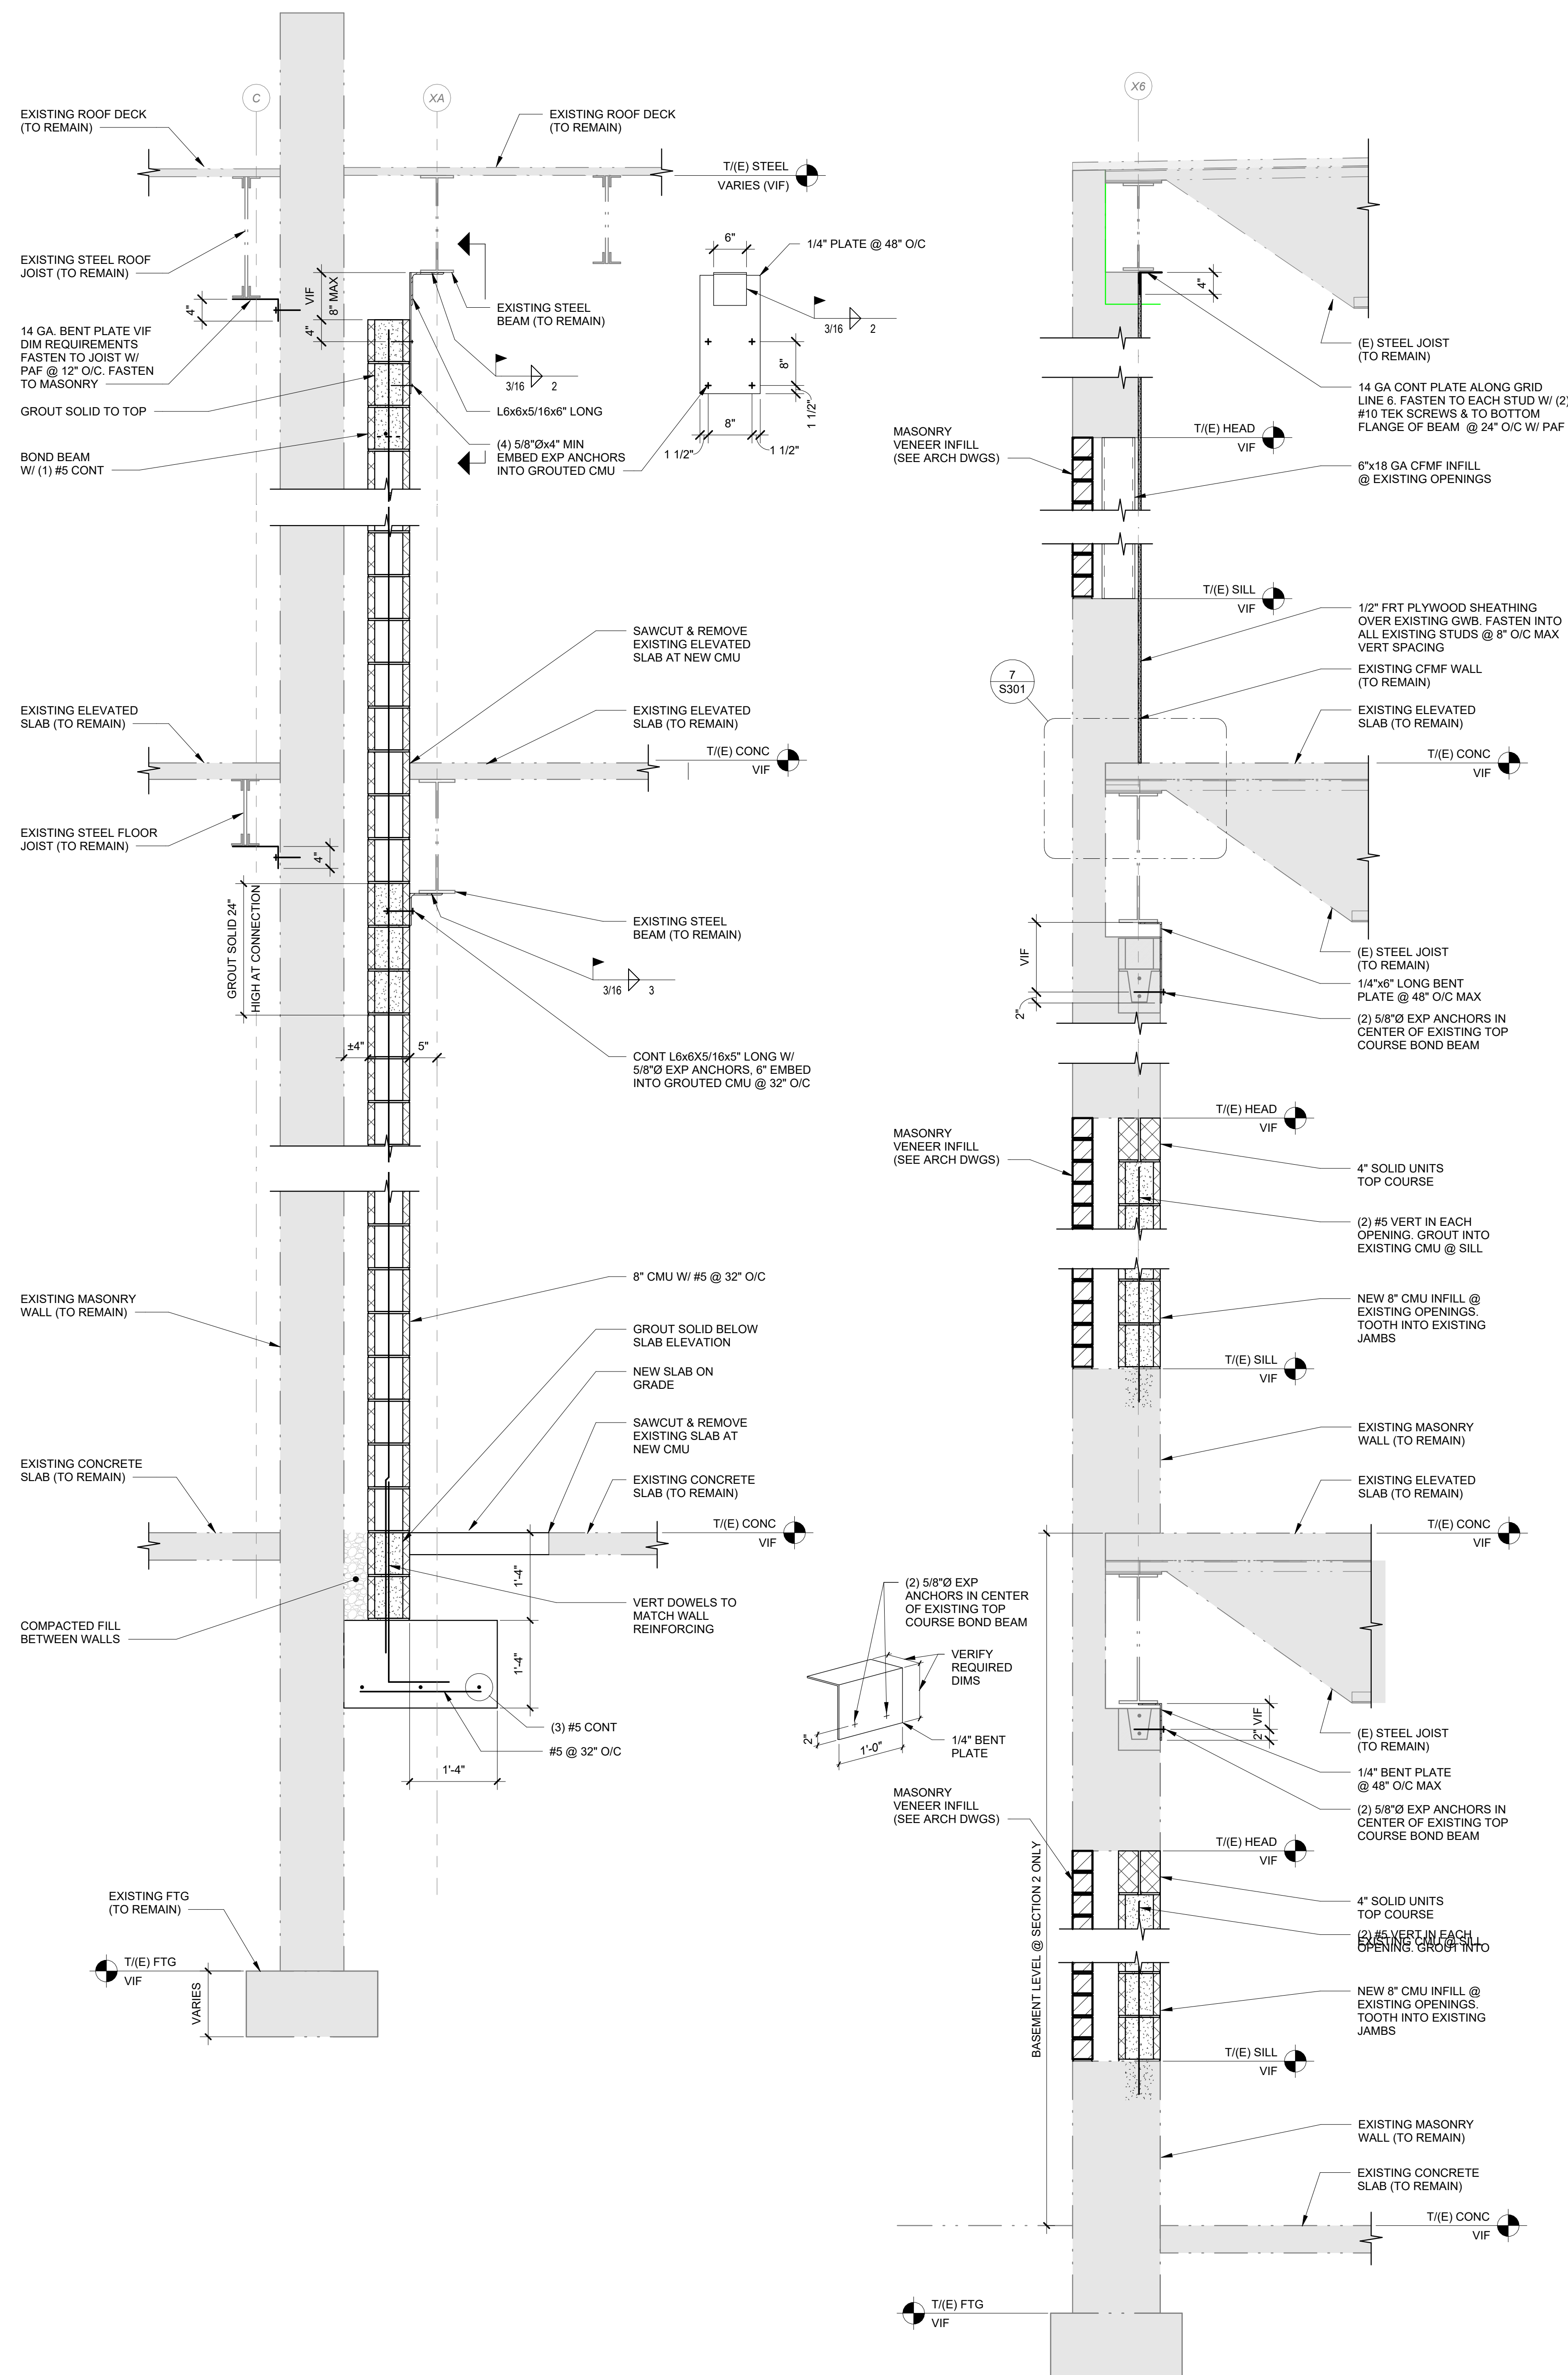 C
XA
EXISTING ROOF DECK
(TO REMAIN)
EXISTING ROOF DECK
(TO REMAIN)
T/(E) STEEL
VARIES (VIF)
EXISTING STEEL ROOF
JOIST (TO REMAIN)
4"
VIF
8" MAX
4"
EXISTING STEEL
BEAM (TO REMAIN)
14 GA. BENT PLATE VIF
DIM REQUIREMENTS
FASTEN TO JOIST W/
PAF @ 12" O/C. FASTEN
TO MASONRY
3/16
2
GROUT SOLID TO TOP
L6x6x5/16x6" LONG
BOND BEAM
W/ (1) #5 CONT
(4) 5/8"Øx4" MIN
EMBED EXP ANCHORS
INTO GROUTED CMU
6"
1/4" PLATE @ 48" O/C
3/16
2
8"
1 1/2"
8"
1 1/2"
1 1/2"
SAWCUT & REMOVE
EXISTING ELEVATED
SLAB AT NEW CMU
EXISTING ELEVATED
SLAB (TO REMAIN)
EXISTING ELEVATED
SLAB (TO REMAIN)
T/(E) CONC
VIF
EXISTING STEEL FLOOR
JOIST (TO REMAIN)
4"
GROUT SOLID 24"
HIGH AT CONNECTION
EXISTING STEEL
BEAM (TO REMAIN)
3/16
3
±4"
5"
CONT L6x6X5/16x5" LONG W/
5/8"Ø EXP ANCHORS, 6" EMBED
INTO GROUTED CMU @ 32" O/C
EXISTING MASONRY
WALL (TO REMAIN)
8" CMU W/ #5 @ 32" O/C
GROUT SOLID BELOW
SLAB ELEVATION
NEW SLAB ON
GRADE
SAWCUT & REMOVE
EXISTING SLAB AT
NEW CMU
EXISTING CONCRETE
SLAB (TO REMAIN)
EXISTING CONCRETE
SLAB (TO REMAIN)
T/(E) CONC
VIF
1'-4"
COMPACTED FILL
BETWEEN WALLS
VERT DOWELS TO
MATCH WALL
REINFORCING
1'-4"
(3) #5 CONT
#5 @ 32" O/C
1'-4"
EXISTING FTG
(TO REMAIN)
T/(E) FTG
VIF
VARIES
X6
4"
(E) STEEL JOIST
(TO REMAIN)
14 GA CONT PLATE ALONG GRID
LINE 6. FASTEN TO EACH STUD W/ (2)
#10 TEK SCREWS & TO BOTTOM
FLANGE OF BEAM @ 24" O/C W/ PAF
MASONRY
VENEER INFILL
(SEE ARCH DWGS)
T/(E) HEAD
VIF
6"x18 GA CFMF INFILL
@ EXISTING OPENINGS
T/(E) SILL
VIF
1/2" FRT PLYWOOD SHEATHING
OVER EXISTING GWB. FASTEN INTO
ALL EXISTING STUDS @ 8" O/C MAX
VERT SPACING
7
S301
EXISTING CFMF WALL
(TO REMAIN)
EXISTING ELEVATED
SLAB (TO REMAIN)
T/(E) CONC
VIF
VIF
2"
(E) STEEL JOIST
(TO REMAIN)
1/4"x6" LONG BENT
PLATE @ 48" O/C MAX
(2) 5/8"Ø EXP ANCHORS IN
CENTER OF EXISTING TOP
COURSE BOND BEAM
MASONRY
VENEER INFILL
(SEE ARCH DWGS)
T/(E) HEAD
VIF
4" SOLID UNITS
TOP COURSE
(2) #5 VERT IN EACH
OPENING. GROUT INTO
EXISTING CMU @ SILL
NEW 8" CMU INFILL @
EXISTING OPENINGS.
TOOTH INTO EXISTING
JAMBS
T/(E) SILL
VIF
EXISTING MASONRY
WALL (TO REMAIN)
EXISTING ELEVATED
SLAB (TO REMAIN)
T/(E) CONC
VIF
(2) 5/8"Ø EXP
ANCHORS IN CENTER
OF EXISTING TOP
COURSE BOND BEAM
VERIFY
REQUIRED
DIMS
1/4" BENT
PLATE
2"
1'-0"
2" VIF
(E) STEEL JOIST
(TO REMAIN)
1/4" BENT PLATE
@ 48" O/C MAX
(2) 5/8"Ø EXP ANCHORS IN
CENTER OF EXISTING TOP
COURSE BOND BEAM
MASONRY
VENEER INFILL
(SEE ARCH DWGS)
BASEMENT LEVEL @ SECTION 2 ONLY
T/(E) HEAD
VIF
4" SOLID UNITS
TOP COURSE
(2) #5 VERT IN EACH
EXISTING CMU @ SILL
OPENING. GROUT INTO
NEW 8" CMU INFILL @
EXISTING OPENINGS.
TOOTH INTO EXISTING
JAMBS
T/(E) SILL
VIF
EXISTING MASONRY
WALL (TO REMAIN)
EXISTING CONCRETE
SLAB (TO REMAIN)
T/(E) CONC
VIF
T/(E) FTG
VIF